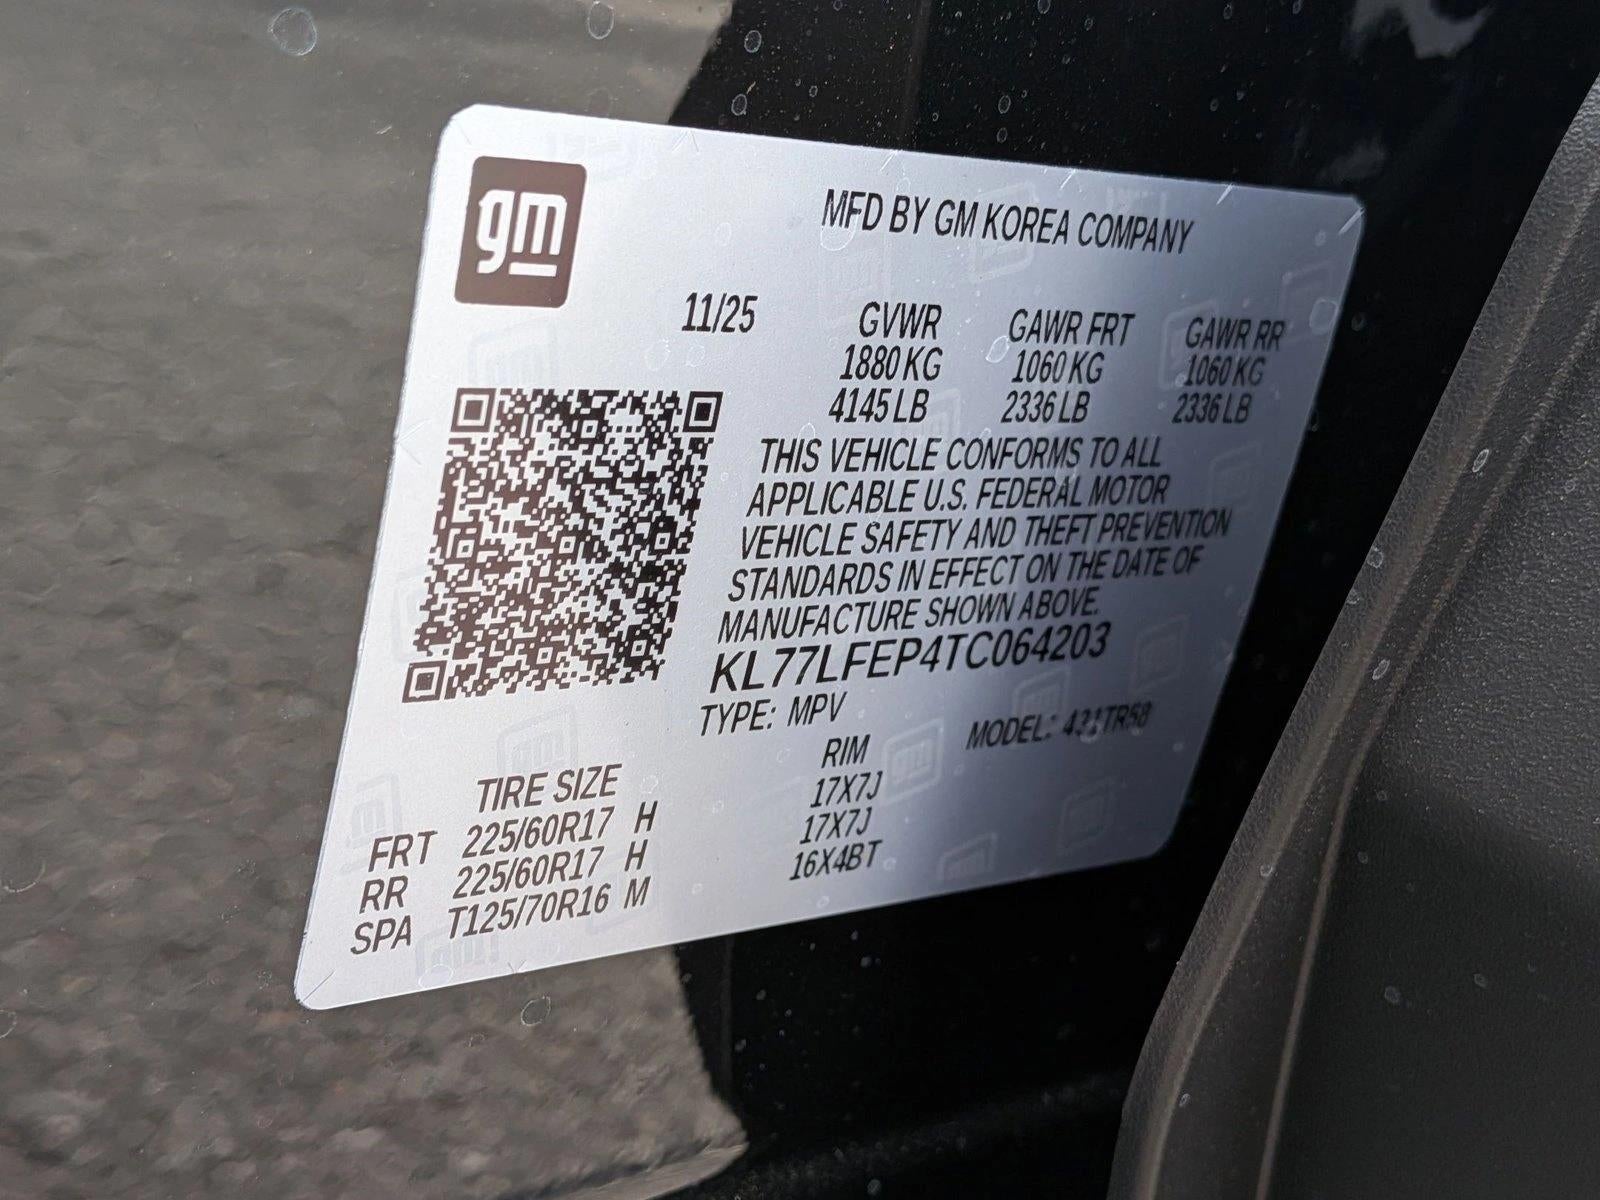 gm
MFD BY GM KOREA COMPANY
11/25 GVWR GAWR FRT GAWR RR
1880 KG 1060 KG 1060 KG
4145 LB 2336 LB 2336 LB
THIS VEHICLE CONFORMS TO ALL
APPLICABLE U.S. FEDERAL MOTOR
VEHICLE SAFETY AND THEFT PREVENTION
STANDARDS IN EFFECT ON THE DATE OF
MANUFACTURE SHOWN ABOVE.
KL77LFEP4TC064203
TYPE: MPV MODEL: 431TR58
TIRE SIZE RIM
FRT 225/60R17 H 17X7J
RR 225/60R17 H 17X7J
SPA T125/70R16 M 16X4BT